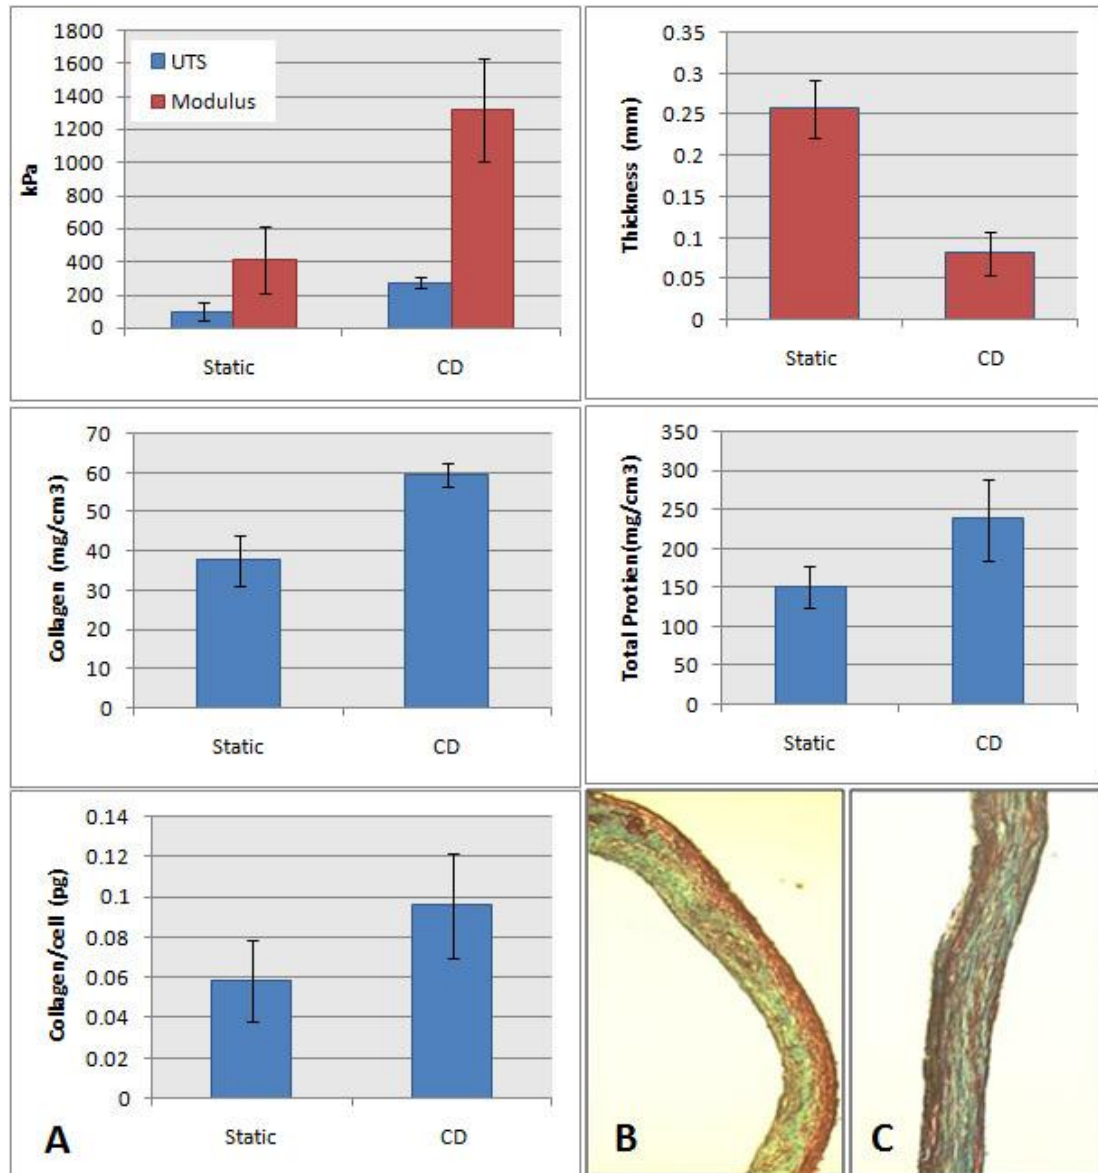 1800
1600
1400
1200
1000
800
600
400
200
0
kPa
UTS
Modulus
Static
CD
0.35
0.3
0.25
0.2
0.15
0.1
0.05
0
Thickness (mm)
Static
CD
70
60
50
40
30
20
10
0
Collagen (mg/cm3)
Static
CD
350
300
250
200
150
100
50
0
Total Protien(mg/cm3)
Static
CD
0.14
0.12
0.1
0.08
0.06
0.04
0.02
0
Collagen/cell (pg)
Static
CD
A
B
C